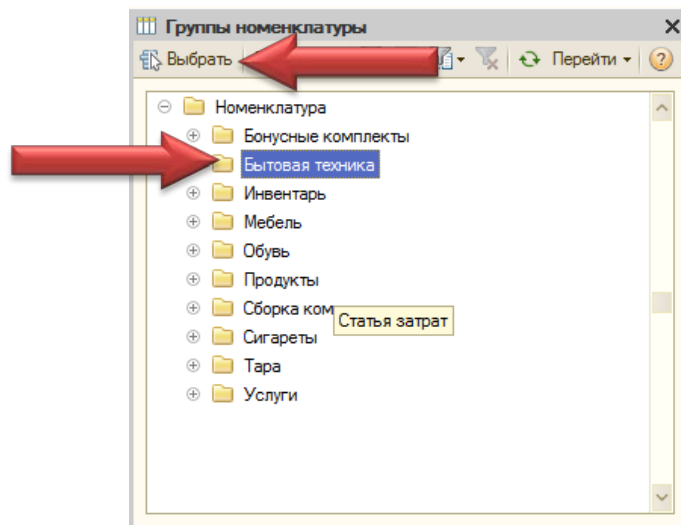 Группы номенклатуры
Выбрать Перейти
Номенклатура
Бонусные комплекты
Бытовая техника
Инвентарь
Мебель
Обувь
Продукты
Сборка ком
Статья затрат
Сигареты
Тара
Услуги